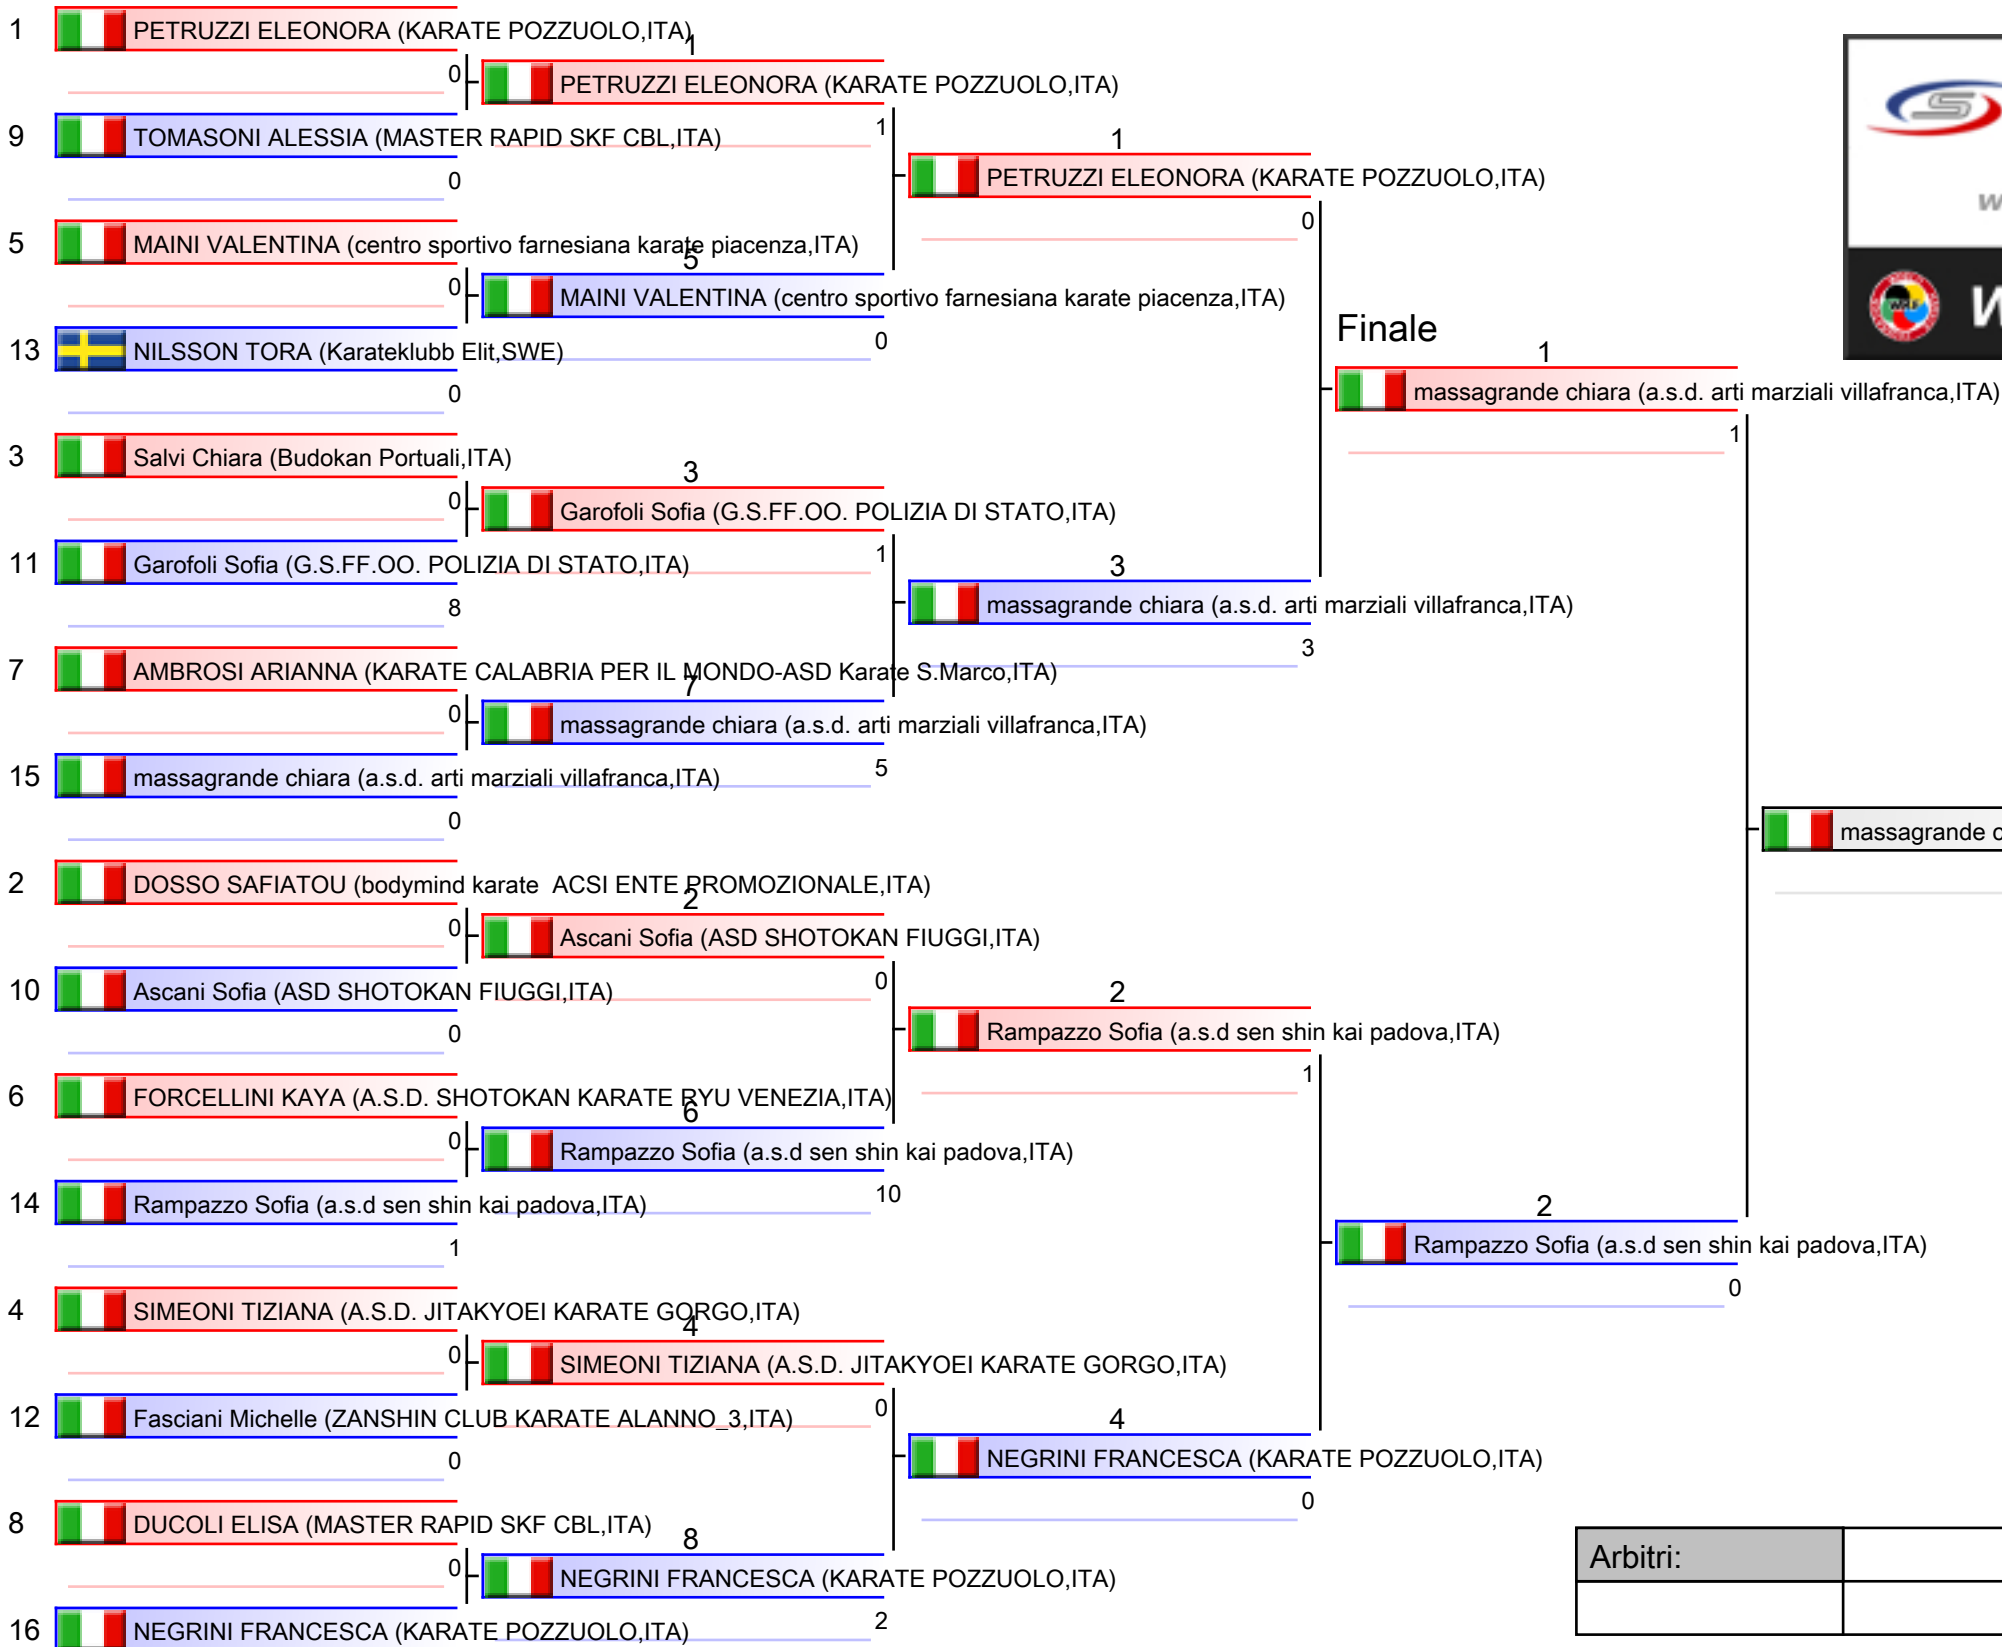 1 PETRUZZI ELEONORA (KARATE POZZUOLO,ITA)
0
1
PETRUZZI ELEONORA (KARATE POZZUOLO,ITA)
1
9 TOMASONI ALESSIA (MASTER RAPID SKF CBL,ITA)
0
1
PETRUZZI ELEONORA (KARATE POZZUOLO,ITA)
0
5 MAINI VALENTINA (centro sportivo farnesiana karate piacenza,ITA)
0
5
MAINI VALENTINA (centro sportivo farnesiana karate piacenza,ITA)
0
13 NILSSON TORA (Karateklubb Elit,SWE)
0
Finale
1
massagrande chiara (a.s.d. arti marziali villafranca,ITA)
1
3 Salvi Chiara (Budokan Portuali,ITA)
0
3
Garofoli Sofia (G.S.FF.OO. POLIZIA DI STATO,ITA)
1
11 Garofoli Sofia (G.S.FF.OO. POLIZIA DI STATO,ITA)
8
3
massagrande chiara (a.s.d. arti marziali villafranca,ITA)
3
7 AMBROSI ARIANNA (KARATE CALABRIA PER IL MONDO-ASD Karate S.Marco,ITA)
0
7
massagrande chiara (a.s.d. arti marziali villafranca,ITA)
5
15 massagrande chiara (a.s.d. arti marziali villafranca,ITA)
0
massagrande c
2 DOSSO SAFIATOU (bodymind karate  ACSI ENTE PROMOZIONALE,ITA)
0
2
Ascani Sofia (ASD SHOTOKAN FIUGGI,ITA)
0
10 Ascani Sofia (ASD SHOTOKAN FIUGGI,ITA)
0
2
Rampazzo Sofia (a.s.d sen shin kai padova,ITA)
1
6 FORCELLINI KAYA (A.S.D. SHOTOKAN KARATE RYU VENEZIA,ITA)
0
6
Rampazzo Sofia (a.s.d sen shin kai padova,ITA)
10
14 Rampazzo Sofia (a.s.d sen shin kai padova,ITA)
1
2
Rampazzo Sofia (a.s.d sen shin kai padova,ITA)
0
4 SIMEONI TIZIANA (A.S.D. JITAKYOEI KARATE GORGO,ITA)
0
4
SIMEONI TIZIANA (A.S.D. JITAKYOEI KARATE GORGO,ITA)
0
12 Fasciani Michelle (ZANSHIN CLUB KARATE ALANNO_3,ITA)
0
4
NEGRINI FRANCESCA (KARATE POZZUOLO,ITA)
0
8 DUCOLI ELISA (MASTER RAPID SKF CBL,ITA)
0
8
NEGRINI FRANCESCA (KARATE POZZUOLO,ITA)
2
16 NEGRINI FRANCESCA (KARATE POZZUOLO,ITA)
Arbitri: